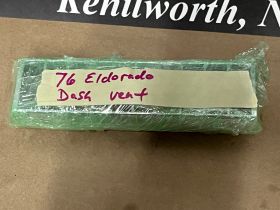 Kenilworth, N
76 Eldorado
Dash vent